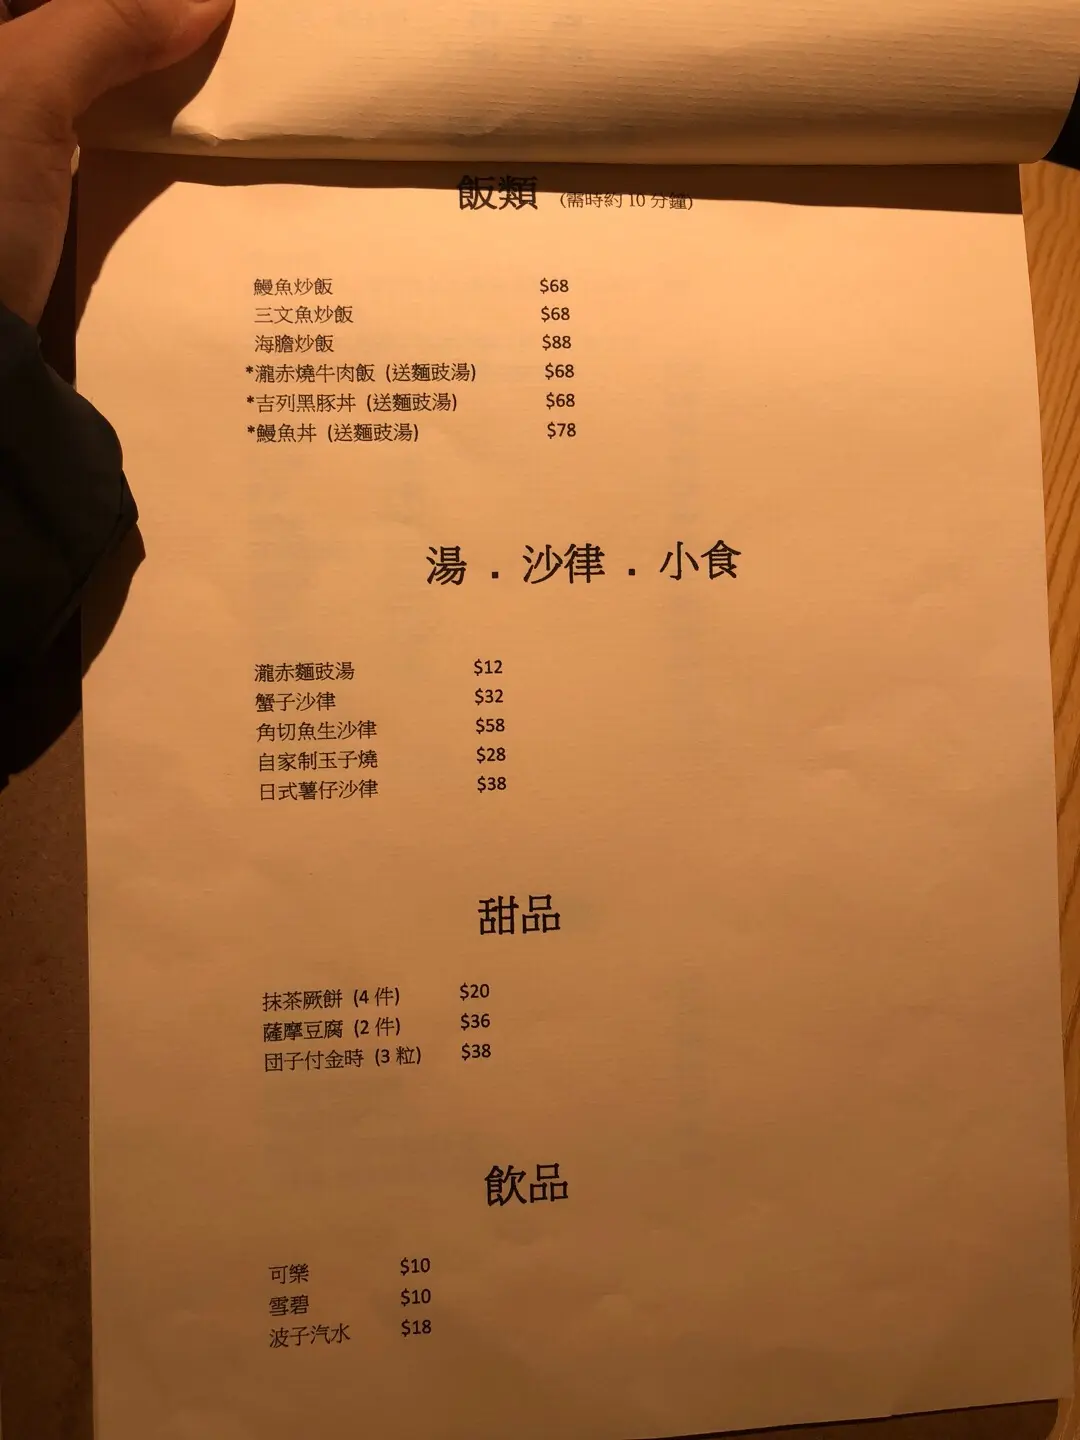 飯類 (需時約 10 分鐘)
鰻魚炒飯 $68
三文魚炒飯 $68
海膽炒飯 $88
*瀧赤燒牛肉飯 (送麵豉湯) $68
*吉列黑豚丼 (送麵豉湯) $68
*鰻魚丼 (送麵豉湯) $78
湯 . 沙律 . 小食
瀧赤麵豉湯 $12
蟹子沙律 $32
角切魚生沙律 $58
自家制玉子燒 $28
日式薯仔沙律 $38
甜品
抹茶厥餅 (4 件) $20
薩摩豆腐 (2 件) $36
団子付金時 (3 粒) $38
飲品
可樂 $10
雪碧 $10
波子汽水 $18